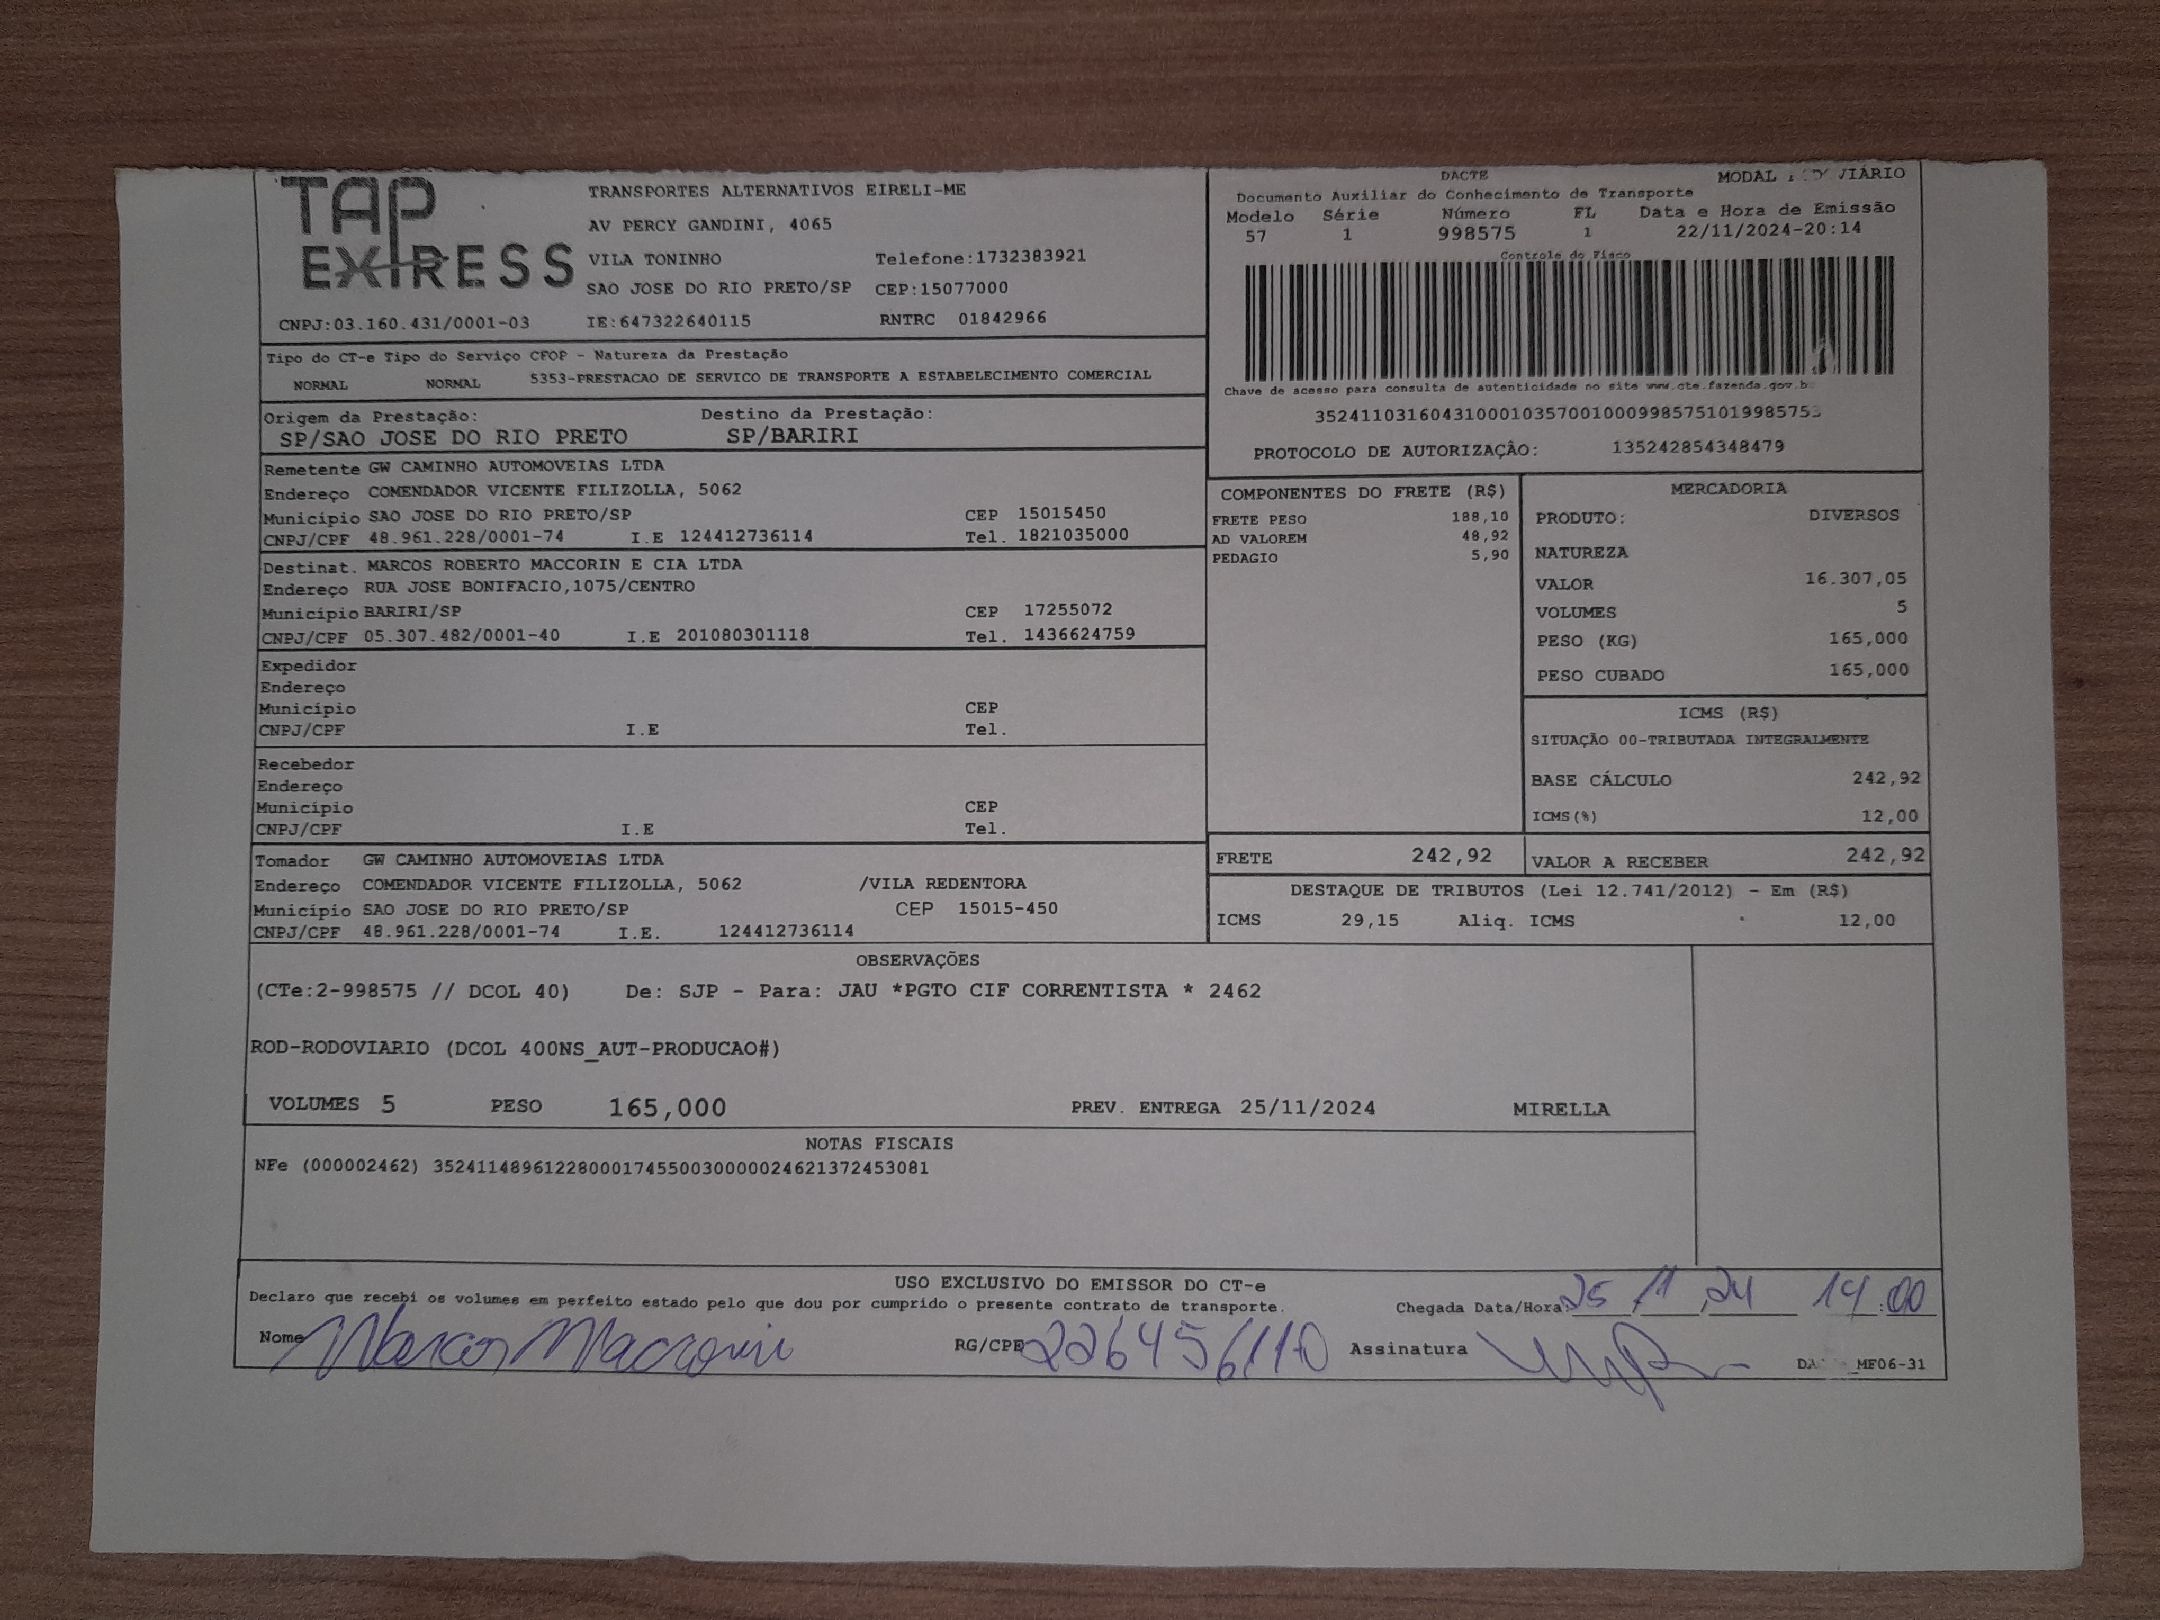 TAP
EXPRESS
TRANSPORTES ALTERNATIVOS EIRELI-ME
AV PERCY GANDINI, 4065
VILA TONINHO Telefone:1732383921
SAO JOSE DO RIO PRETO/SP CEP:15077000
CNPJ:03.160.431/0001-03 IE:647322640115 RNTRC 01842966
DACTE MODAL
Documento Auxiliar do Conhecimento de Transporte
Modelo Série Número FL Data e Hora de Emissão
57 1 998575 1 22/11/2024-20:14
Controle do Fisco
Chave de acesso para consulta de autenticidade no site www.cte.fazenda.gov.b
35241103160431000103570010009985751019985753
PROTOCOLO DE AUTORIZAÇÂO: 135242854348479
Tipo do CT-e Tipo do Serviço CFOP - Natureza da Prestação
NORMAL NORMAL 5353-PRESTACAO DE SERVICO DE TRANSPORTE A ESTABELECIMENTO COMERCIAL
Origem da Prestação: Destino da Prestação:
SP/SAO JOSE DO RIO PRETO SP/BARIRI
Remetente GW CAMINHO AUTOMOVEIAS LTDA
Endereço COMENDADOR VICENTE FILIZOLLA, 5062
Município SAO JOSE DO RIO PRETO/SP CEP 15015450
CNPJ/CPF 48.961.228/0001-74 I.E 124412736114 Tel. 1821035000
Destinat. MARCOS ROBERTO MACCORIN E CIA LTDA
Endereço RUA JOSE BONIFACIO,1075/CENTRO
Município BARIRI/SP CEP 17255072
CNPJ/CPF 05.307.482/0001-40 I.E 201080301118 Tel. 1436624759
Expedidor
Endereço
Município CEP
CNPJ/CPF I.E Tel.
Recebedor
Endereço
Município CEP
CNPJ/CPF I.E Tel.
Tomador GW CAMINHO AUTOMOVEIAS LTDA
Endereço COMENDADOR VICENTE FILIZOLLA, 5062 /VILA REDENTORA
Município SAO JOSE DO RIO PRETO/SP CEP 15015-450
CNPJ/CPF 48.961.228/0001-74 I.E. 124412736114
COMPONENTES DO FRETE (R$)
FRETE PESO 188,10
AD VALOREM 48,92
PEDAGIO 5,90
MERCADORIA
PRODUTO: DIVERSOS
NATUREZA
VALOR 16.307,05
VOLUMES 5
PESO (KG) 165,000
PESO CUBADO 165,000
ICMS (R$)
SITUAÇÃO 00-TRIBUTADA INTEGRALMENTE
BASE CÁLCULO 242,92
ICMS(%) 12,00
FRETE 242,92 VALOR A RECEBER 242,92
DESTAQUE DE TRIBUTOS (Lei 12.741/2012) - Em (R$)
ICMS 29,15 Aliq. ICMS 12,00
OBSERVAÇÕES
(CTe:2-998575 // DCOL 40) De: SJP - Para: JAU *PGTO CIF CORRENTISTA * 2462
ROD-RODOVIARIO (DCOL 400NS_AUT-PRODUCAO#)
VOLUMES 5 PESO 165,000 PREV. ENTREGA 25/11/2024 MIRELLA
NOTAS FISCAIS
NFe (000002462) 35241148961228000174550030000024621372453081
USO EXCLUSIVO DO EMISSOR DO CT-e
Declaro que recebi os volumes em perfeito estado pelo que dou por cumprido o presente contrato de transporte. Chegada Data/Hora: 25 / 11 / 24 14:00
Nome Marcos Maccorin RG/CPF 226456110 Assinatura
MF06-31